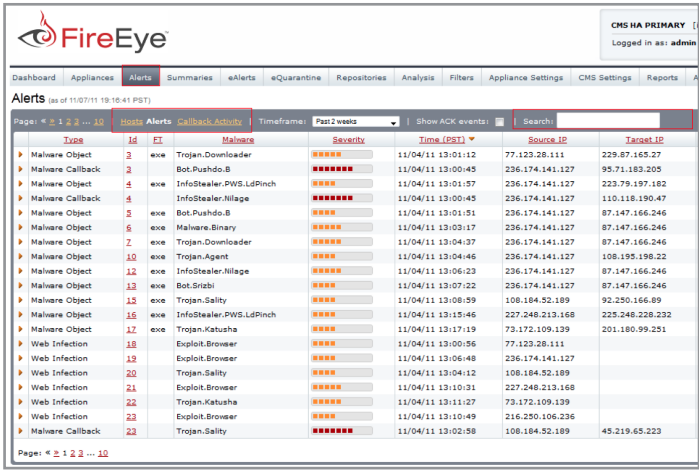 FireEye
CMS HA PRIMARY [
Logged in as: admin
Dashboard Appliances Alerts Summaries eAlerts eQuarantine Repositories Analysis Filters Appliance Settings CMS Settings Reports A
Alerts (as of 11/07/11 19:16:41 PST)
Page: « » 1 2 3 ... 10 Hosts Alerts Callback Activity | Timeframe: Past 2 weeks | Show ACK events: | Search:
Type Id FT Malware Severity Time (PST) Source IP Target IP
Malware Object 3 exe Trojan.Downloader 11/04/11 13:01:12 77.123.28.111 229.87.165.27
Malware Callback 3 Bot.Pushdo.B 11/04/11 13:00:45 236.174.141.127 95.71.183.205
Malware Object 4 exe InfoStealer.PWS.LdPinch 11/04/11 13:01:57 236.174.141.127 223.79.197.182
Malware Callback 4 InfoStealer.Nilage 11/04/11 13:00:45 236.174.141.127 110.118.190.47
Malware Object 5 exe Bot.Pushdo.B 11/04/11 13:01:51 236.174.141.127 87.147.166.246
Malware Object 6 exe Malware.Binary 11/04/11 13:03:17 236.174.141.127 87.147.166.246
Malware Object 7 exe Trojan.Downloader 11/04/11 13:04:37 236.174.141.127 87.147.166.246
Malware Object 10 exe Trojan.Agent 11/04/11 13:04:46 236.174.141.127 108.195.198.22
Malware Object 12 exe InfoStealer.Nilage 11/04/11 13:06:23 236.174.141.127 87.147.166.246
Malware Object 13 exe Bot.Srizbi 11/04/11 13:07:22 236.174.141.127 87.147.166.246
Malware Object 15 exe Trojan.Sality 11/04/11 13:08:59 108.184.52.189 92.250.166.89
Malware Object 16 exe InfoStealer.PWS.LdPinch 11/04/11 13:15:46 227.248.213.168 225.248.228.232
Malware Object 17 exe Trojan.Katusha 11/04/11 13:17:19 73.172.109.139 201.180.99.251
Web Infection 18 Exploit.Browser 11/04/11 13:00:56 77.123.28.111
Web Infection 19 Exploit.Browser 11/04/11 13:06:48 236.174.141.127
Web Infection 20 Trojan.Sality 11/04/11 13:04:12 108.184.52.189
Web Infection 21 Exploit.Browser 11/04/11 13:10:31 227.248.213.168
Web Infection 22 Trojan.Katusha 11/04/11 13:11:27 73.172.109.139
Web Infection 23 Exploit.Browser 11/04/11 13:10:49 216.250.106.236
Malware Callback 23 Trojan.Sality 11/04/11 13:02:58 108.184.52.189 45.219.65.223
Page: « » 1 2 3 ... 10